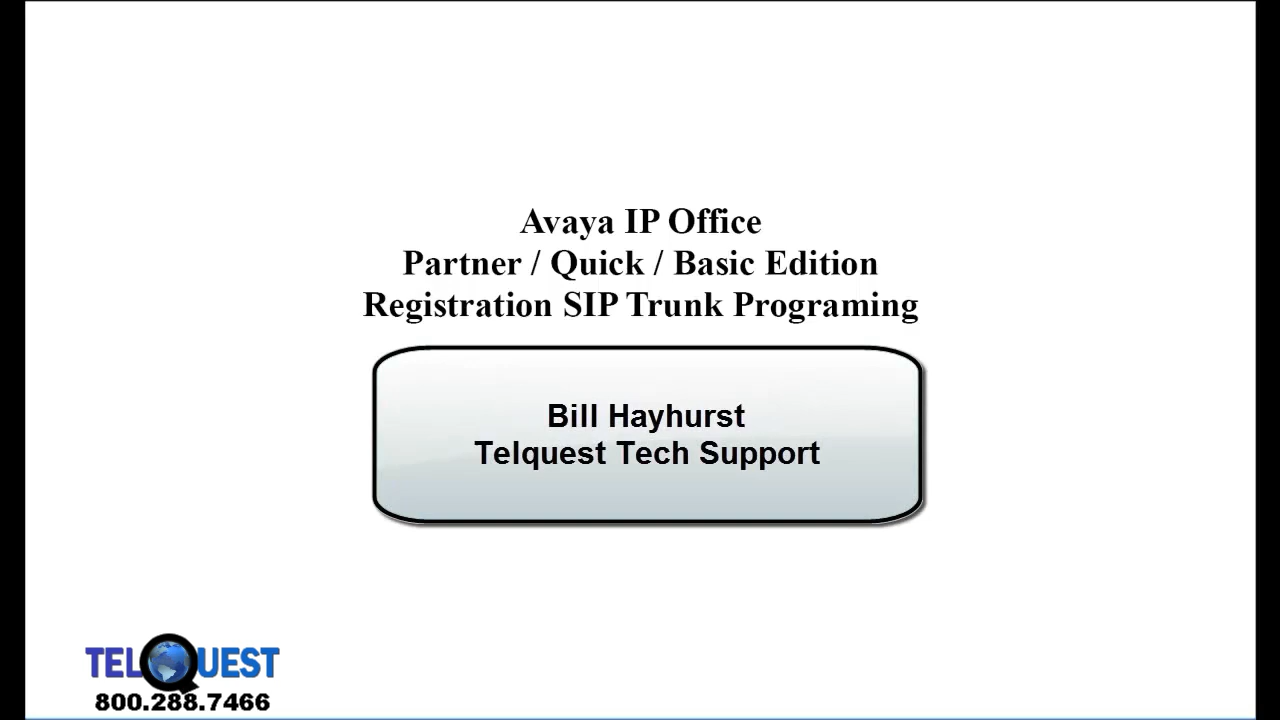 Avaya IP Office
Partner / Quick / Basic Edition
Registration SIP Trunk Programing
Bill Hayhurst
Telquest Tech Support
TELQUEST
800.288.7466